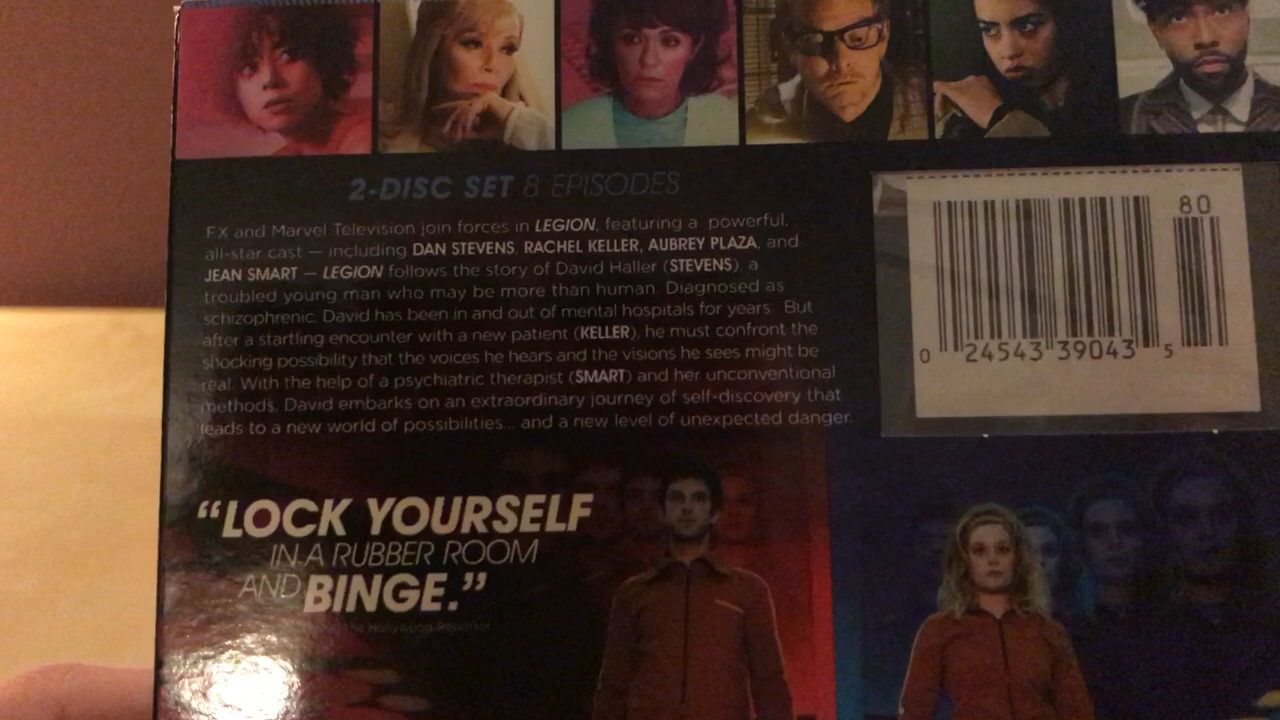 2-DISC SET 8 EPISODES
FX and Marvel Television join forces in LEGION, featuring a powerful,
all-star cast — including DAN STEVENS, RACHEL KELLER, AUBREY PLAZA, and
JEAN SMART — LEGION follows the story of David Haller (STEVENS), a
troubled young man who may be more than human. Diagnosed as
schizophrenic, David has been in and out of mental hospitals for years. But
after a startling encounter with a new patient (KELLER), he must confront the
shocking possibility that the voices he hears and the visions he sees might be
real. With the help of a psychiatric therapist (SMART) and her unconventional
methods, David embarks on an extraordinary journey of self-discovery that
leads to a new world of possibilities... and a new level of unexpected danger.
80
0 24543 39043 5
“LOCK YOURSELF
IN A RUBBER ROOM
AND BINGE.”
The Hollywood Reporter